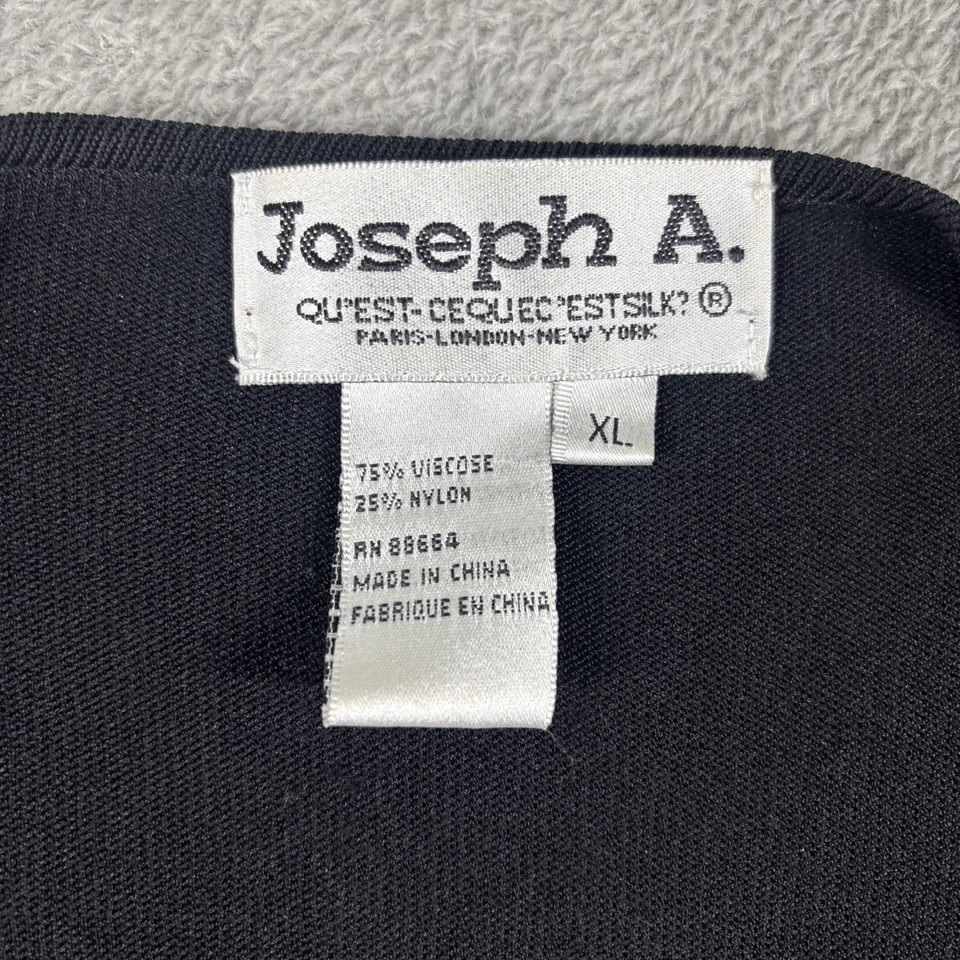 Joseph A.
QU'EST-CEQUEC'ESTSILK? ®
PARIS-LONDON-NEW YORK
XL
75% VISCOSE
25% NYLON
RN 88664
MADE IN CHINA
FABRIQUE EN CHINA